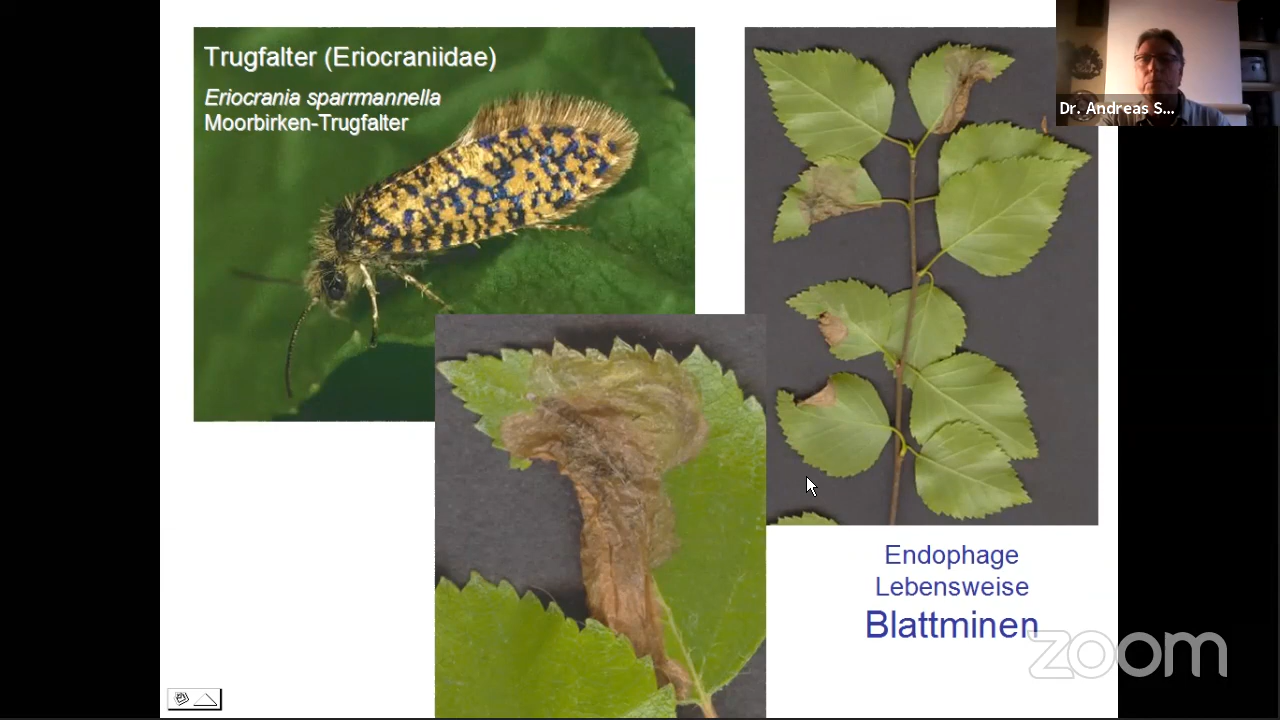 Trugfalter (Eriocraniidae)
Eriocrania sparrmannella
Moorbirken-Trugfalter
Dr. Andreas S...
Endophage
Lebensweise
Blattminen
zoom